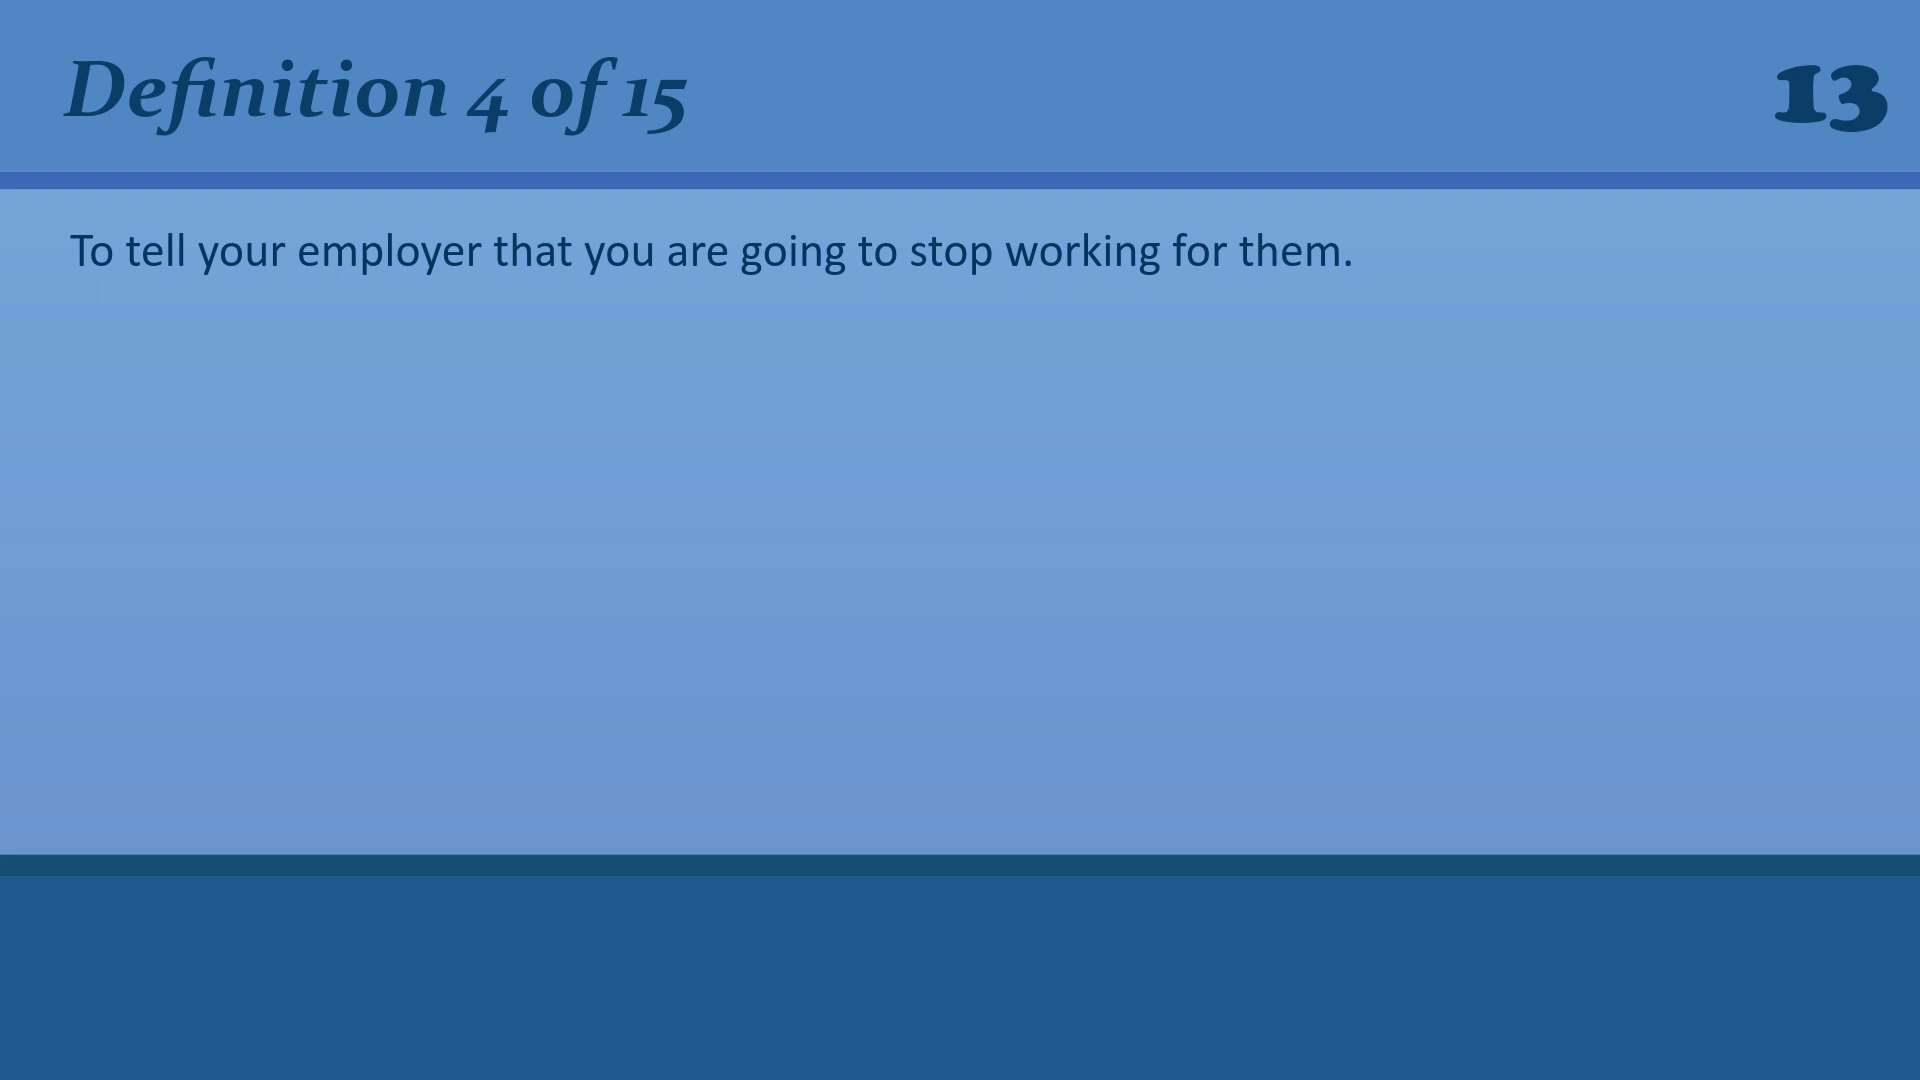 Definition 4 of 15
13
To tell your employer that you are going to stop working for them.